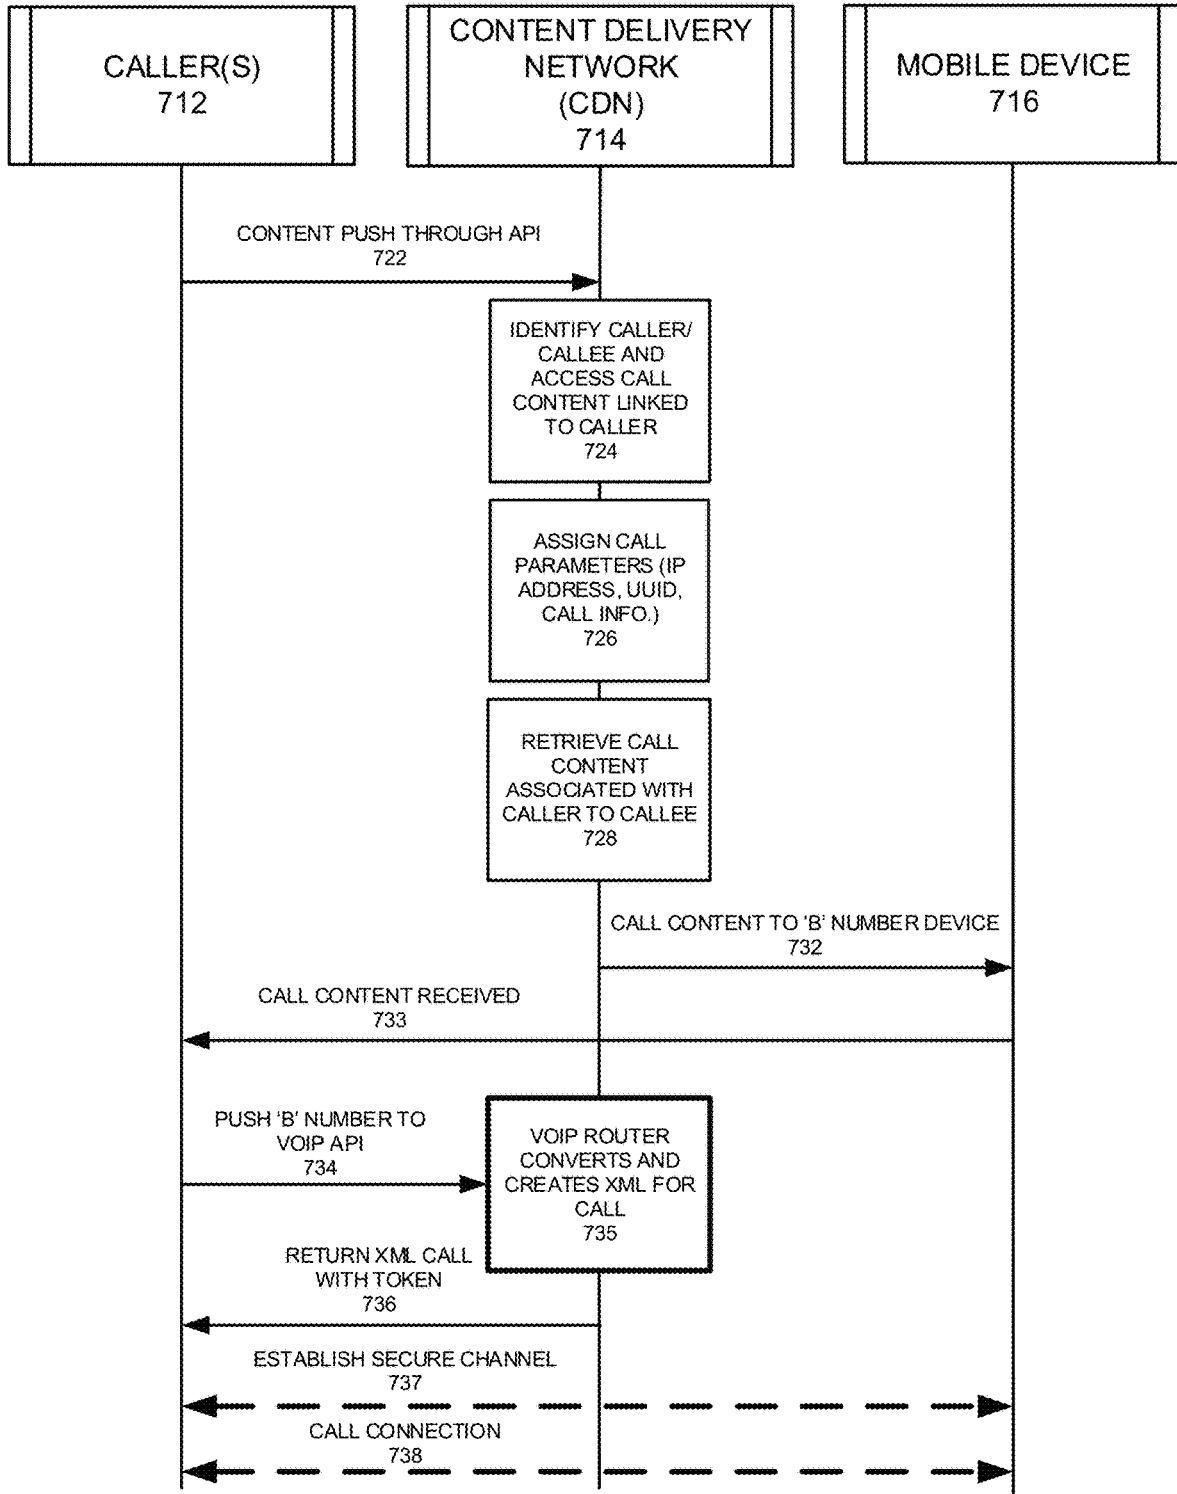 CALLER(S)
712
CONTENT DELIVERY
NETWORK
(CDN)
714
MOBILE DEVICE
716
CONTENT PUSH THROUGH API
722
IDENTIFY CALLER/
CALLEE AND
ACCESS CALL
CONTENT LINKED
TO CALLER
724
ASSIGN CALL
PARAMETERS (IP
ADDRESS, UUID,
CALL INFO.)
726
RETRIEVE CALL
CONTENT
ASSOCIATED WITH
CALLER TO CALLEE
728
CALL CONTENT TO 'B' NUMBER DEVICE
732
CALL CONTENT RECEIVED
733
PUSH 'B' NUMBER TO
VOIP API
734
VOIP ROUTER
CONVERTS AND
CREATES XML FOR
CALL
735
RETURN XML CALL
WITH TOKEN
736
ESTABLISH SECURE CHANNEL
737
CALL CONNECTION
738